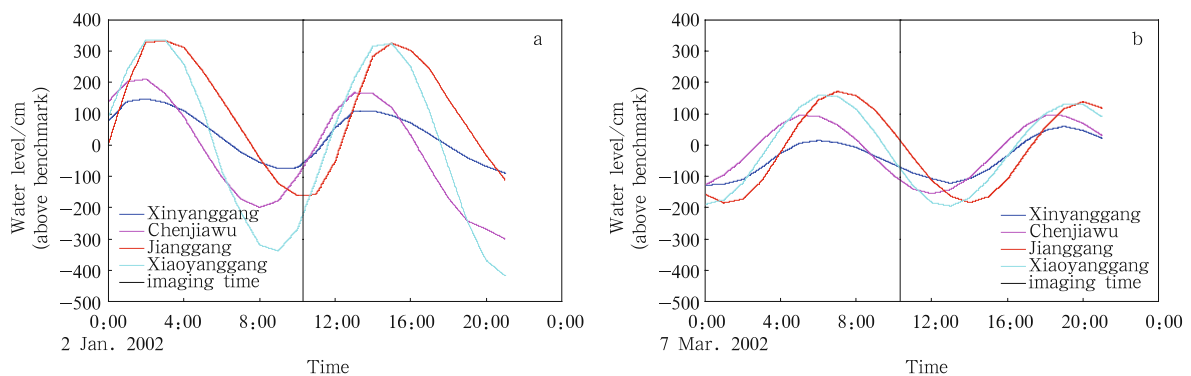 400
300
200
100
0
−100
−200
−300
−400
−500
Water level/cm
(above benchmark)
a
Xinyanggang
Chenjiawu
Jianggang
Xiaoyanggang
imaging time
0:00 4:00 8:00 12:00 16:00 20:00 0:00
2 Jan. 2002
Time
400
300
200
100
0
−100
−200
−300
−400
−500
Water level/cm
(above benchmark)
b
Xinyanggang
Chenjiawu
Jianggang
Xiaoyanggang
imaging time
0:00 4:00 8:00 12:00 16:00 20:00 0:00
7 Mar. 2002
Time